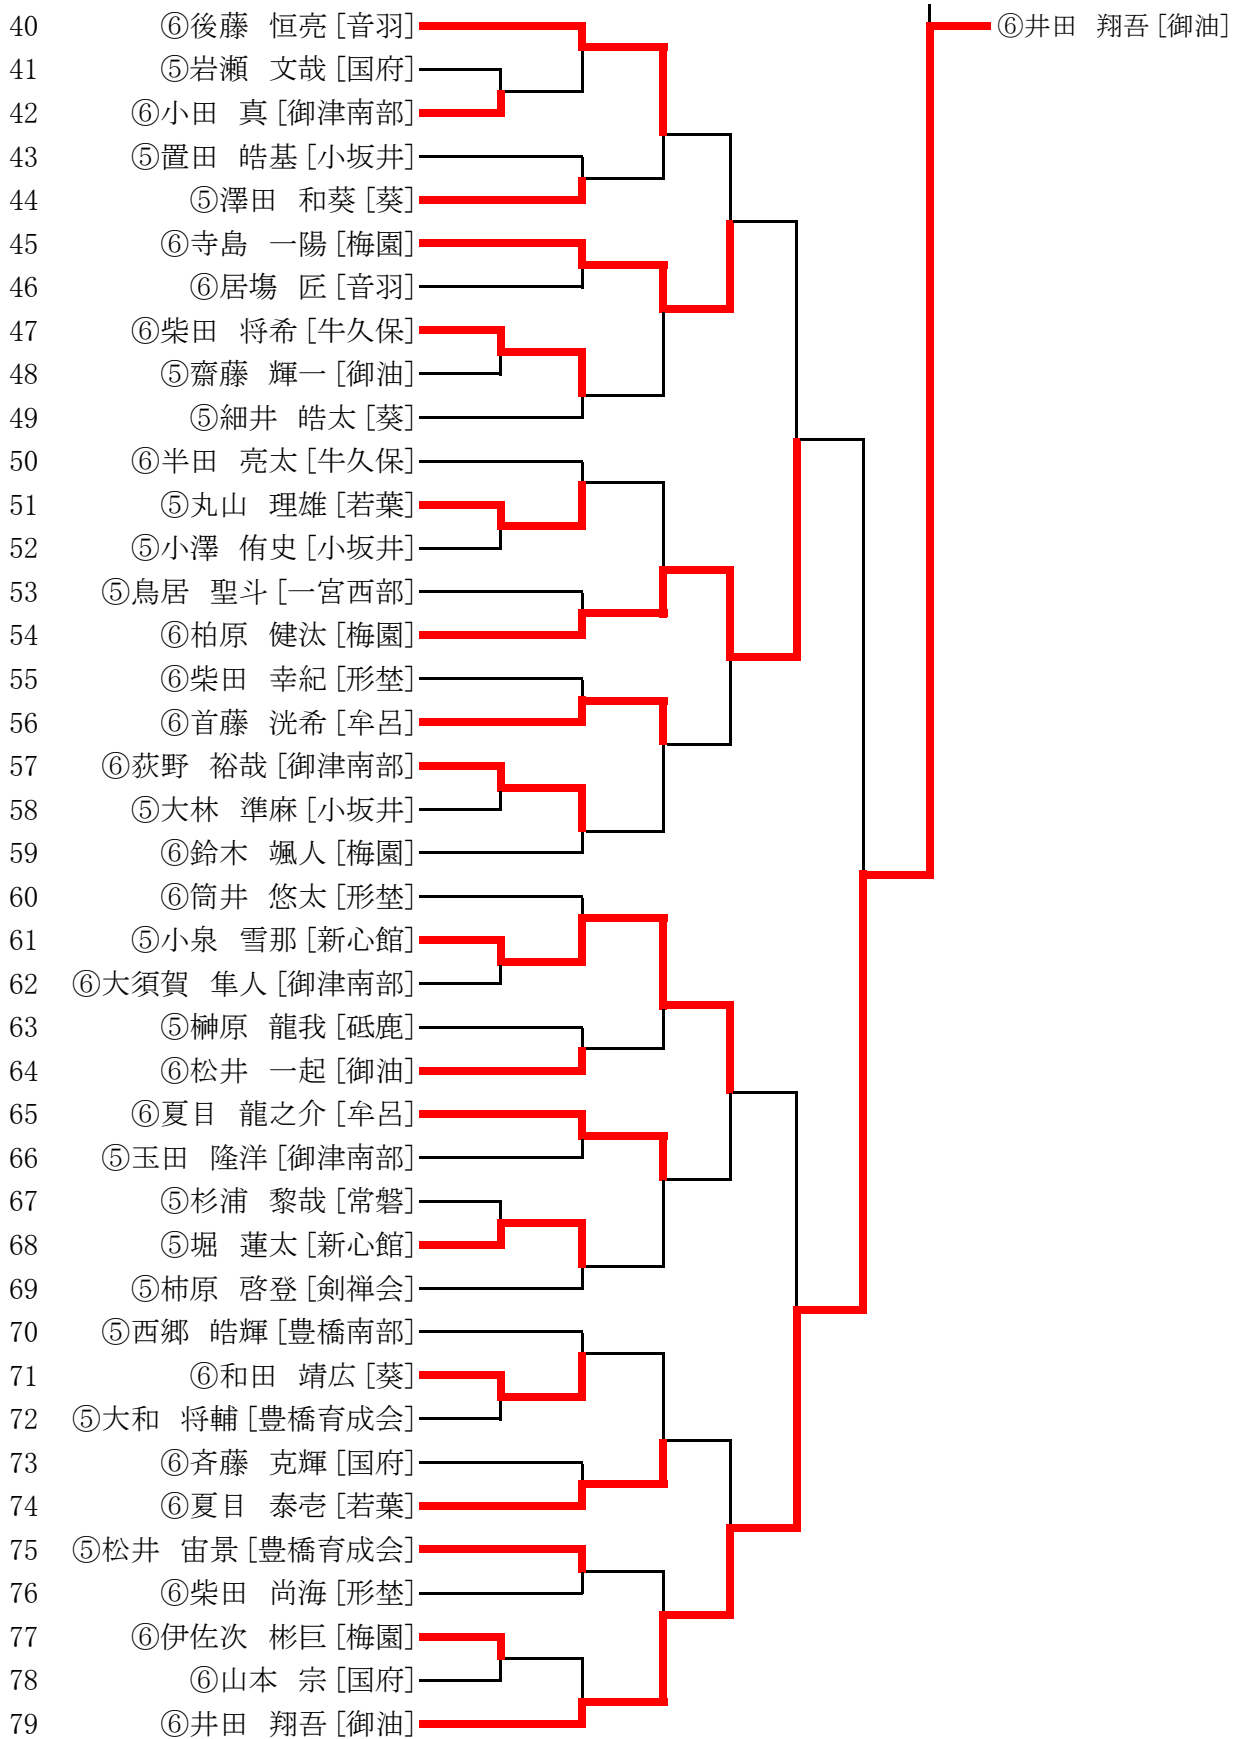 40 ⑥後藤 恒亮[音羽]
⑥井田 翔吾[御油]
41 ⑤岩瀬 文哉[国府]
42 ⑥小田 真[御津南部]
43 ⑤置田 皓基[小坂井]
44 ⑤澤田 和葵[葵]
45 ⑥寺島 一陽[梅園]
46 ⑥居塲 匠[音羽]
47 ⑥柴田 将希[牛久保]
48 ⑤齋藤 輝一[御油]
49 ⑤細井 皓太[葵]
50 ⑥半田 亮太[牛久保]
51 ⑤丸山 理雄[若葉]
52 ⑤小澤 侑史[小坂井]
53 ⑤鳥居 聖斗[一宮西部]
54 ⑥柏原 健汰[梅園]
55 ⑥柴田 幸紀[形埜]
56 ⑥首藤 洸希[牟呂]
57 ⑥荻野 裕哉[御津南部]
58 ⑤大林 準麻[小坂井]
59 ⑥鈴木 颯人[梅園]
60 ⑥筒井 悠太[形埜]
61 ⑤小泉 雪那[新心館]
62 ⑥大須賀 隼人[御津南部]
63 ⑤榊原 龍我[砥鹿]
64 ⑥松井 一起[御油]
65 ⑥夏目 龍之介[牟呂]
66 ⑤玉田 隆洋[御津南部]
67 ⑤杉浦 黎哉[常磐]
68 ⑤堀 蓮太[新心館]
69 ⑤柿原 啓登[剣禅会]
70 ⑤西郷 皓輝[豊橋南部]
71 ⑥和田 靖広[葵]
72 ⑤大和 将輔[豊橋育成会]
73 ⑥斉藤 克輝[国府]
74 ⑥夏目 泰壱[若葉]
75 ⑤松井 宙景[豊橋育成会]
76 ⑥柴田 尚海[形埜]
77 ⑥伊佐次 彬巨[梅園]
78 ⑥山本 宗[国府]
79 ⑥井田 翔吾[御油]